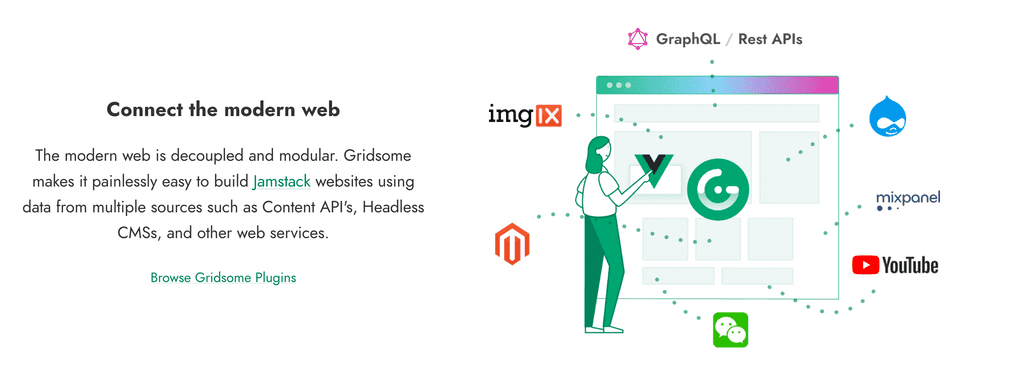 Connect the modern web
The modern web is decoupled and modular. Gridsome
makes it painlessly easy to build Jamstack websites using
data from multiple sources such as Content API's, Headless
CMSs, and other web services.
Browse Gridsome Plugins
GraphQL / Rest APIs
imgIX
mixpanel
YouTube